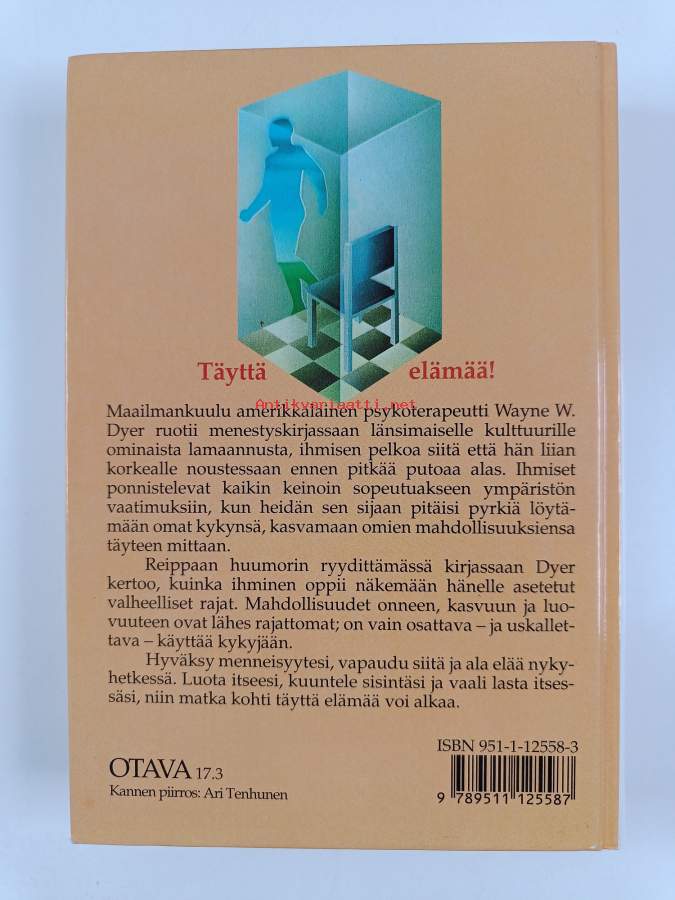 Täyttä elämää!
Antikvariaatti.net
Maailmankuulu amerikkalainen psykoterapeutti Wayne W.
Dyer ruotii menestyskirjassaan länsimaiselle kulttuurille
ominaista lamaannusta, ihmisen pelkoa siitä että hän liian
korkealle noustessaan ennen pitkää putoaa alas. Ihmiset
ponnistelevat kaikin keinoin sopeutuakseen ympäristön
vaatimuksiin, kun heidän sen sijaan pitäisi pyrkiä löytä-
mään omat kykynsä, kasvamaan omien mahdollisuuksiensa
täyteen mittaan.
Reippaan huumorin ryydittämässä kirjassaan Dyer
kertoo, kuinka ihminen oppii näkemään hänelle asetetut
valheelliset rajat. Mahdollisuudet onneen, kasvuun ja luo-
vuuteen ovat lähes rajattomat; on vain osattava – ja uskallet-
tava – käyttää kykyjään.
Hyväksy menneisyytesi, vapaudu siitä ja ala elää nyky-
hetkessä. Luota itseesi, kuuntele sisintäsi ja vaali lasta itses-
säsi, niin matka kohti täyttä elämää voi alkaa.
ISBN 951-1-12558-3
OTAVA 17.3
Kannen piirros: Ari Tenhunen
9 789511 125587